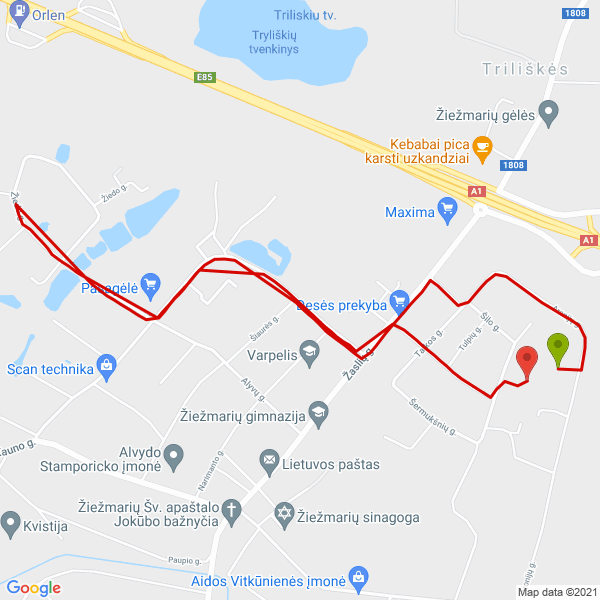 Orlen
Triliskiu tv.
1808
Tryliškių
tvenkinys
Triliškės
E85
Žiežmarių gėlės
Kebabai pica
karsti uzkandziai
1808
Žiedo g.
A1
Maxima
A1
Pasagėlė
Desės prekyba
Šilo g.
Šiaurės g.
Tulpių g.
Taikos g.
Varpelis
Žaslių g.
Scan technika
Alyvų g.
Žiežmarių gimnazija
Šermukšnių g.
Kauno g.
Alvydo
Stamporicko įmonė
Narimanto g.
Lietuvos paštas
Žiežmarių Šv. apaštalo
Jokūbo bažnyčia
Žiežmarių sinagoga
Kvistija
Paupio g.
Aidos Vitkūnienės įmonė
Google
Map data ©2021